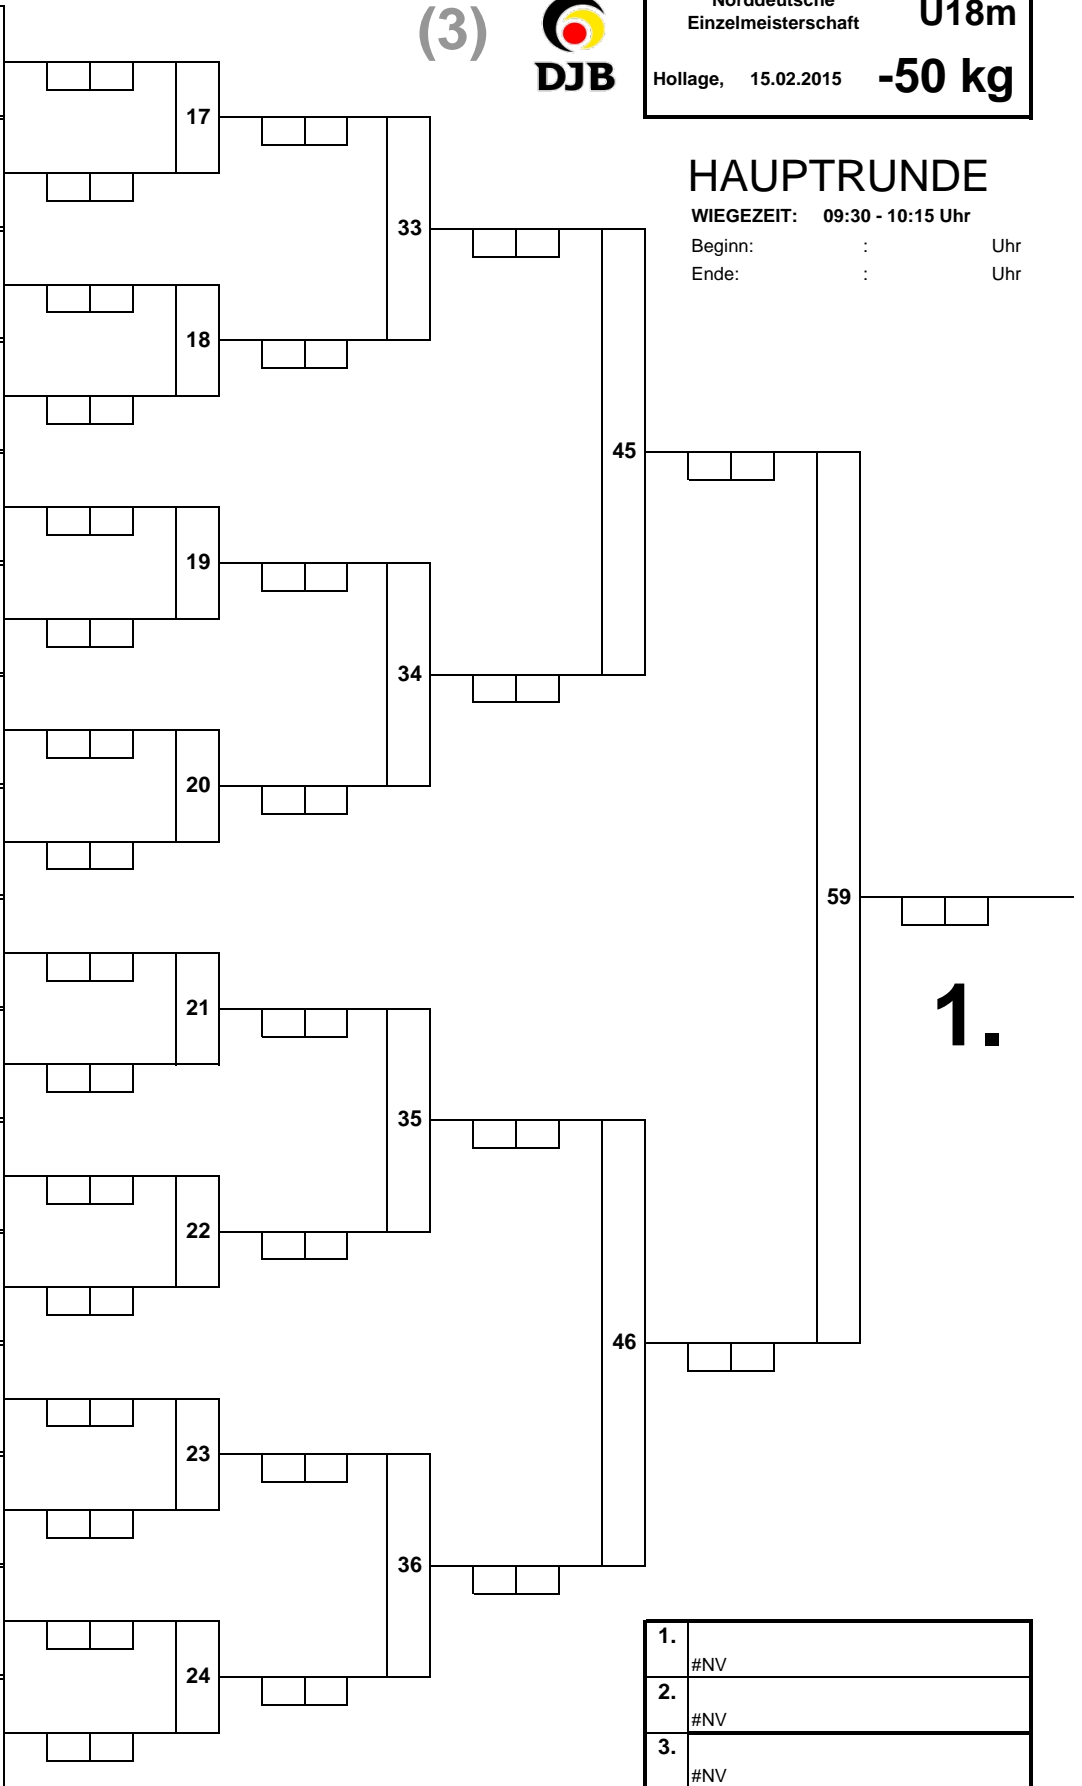 (3)
DJB
Norddeutsche
Einzelmeisterschaft
U18m
Hollage, 15.02.2015
-50 kg
HAUPTRUNDE
WIEGEZEIT: 09:30 - 10:15 Uhr
Beginn: : Uhr
Ende: : Uhr
17
33
18
45
19
34
20
59
21
1.
35
22
46
23
36
24
1.
#NV
2.
#NV
3.
#NV